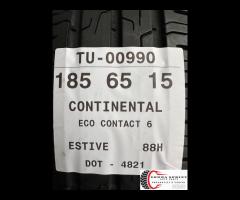 TU-00990
185 65 15
CONTINENTAL
ECO CONTACT 6
ESTIVE 88H
DOT - 4821